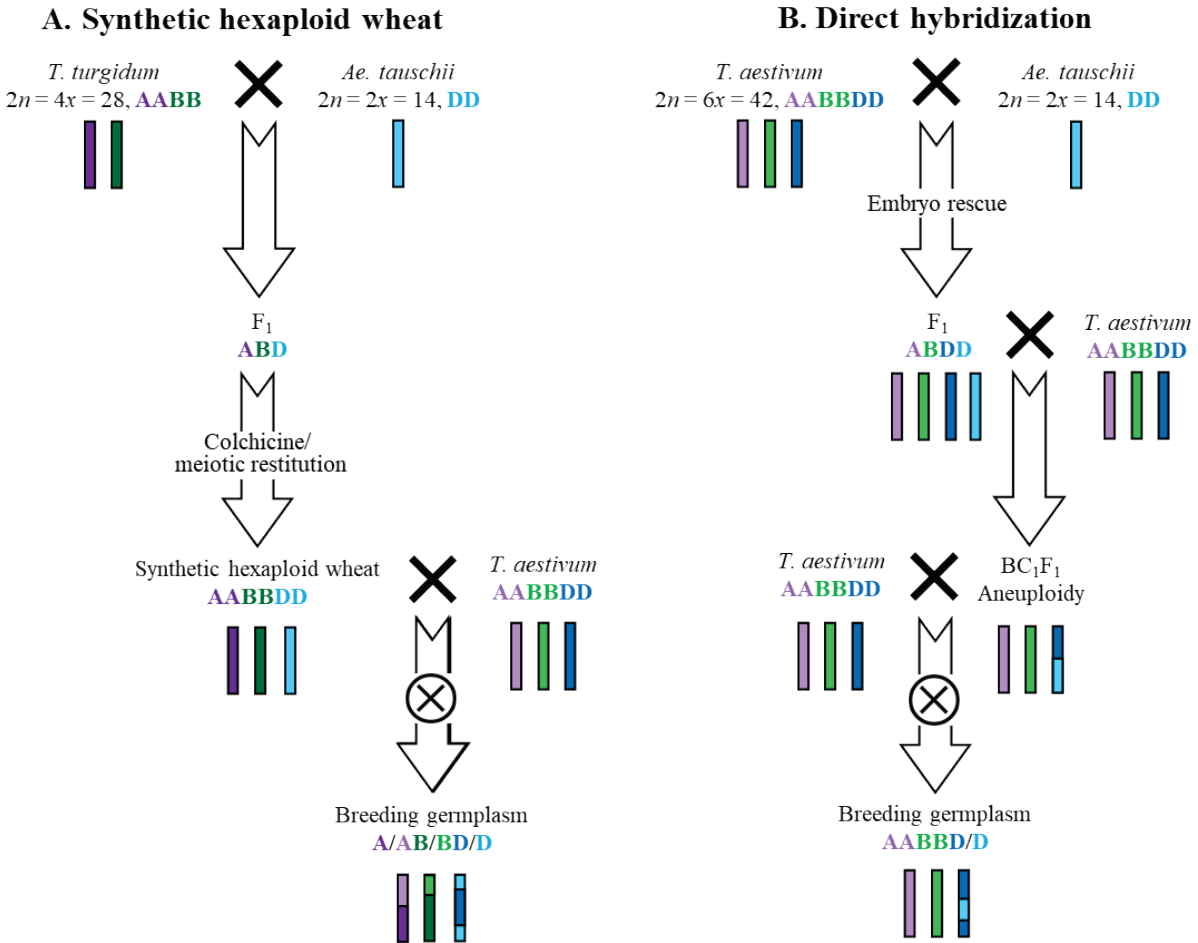 A. Synthetic hexaploid wheat
T. turgidum
2n = 4x = 28, AABB
Ae. tauschii
2n = 2x = 14, DD
F1
ABD
Colchicine/
meiotic restitution
Synthetic hexaploid wheat
AABBDD
T. aestivum
AABBDD
Breeding germplasm
A/AB/BD/D
B. Direct hybridization
T. aestivum
2n = 6x = 42, AABBDD
Ae. tauschii
2n = 2x = 14, DD
Embryo rescue
F1
ABDD
T. aestivum
AABBDD
T. aestivum
AABBDD
BC1F1
Aneuploidy
Breeding germplasm
AABBD/D